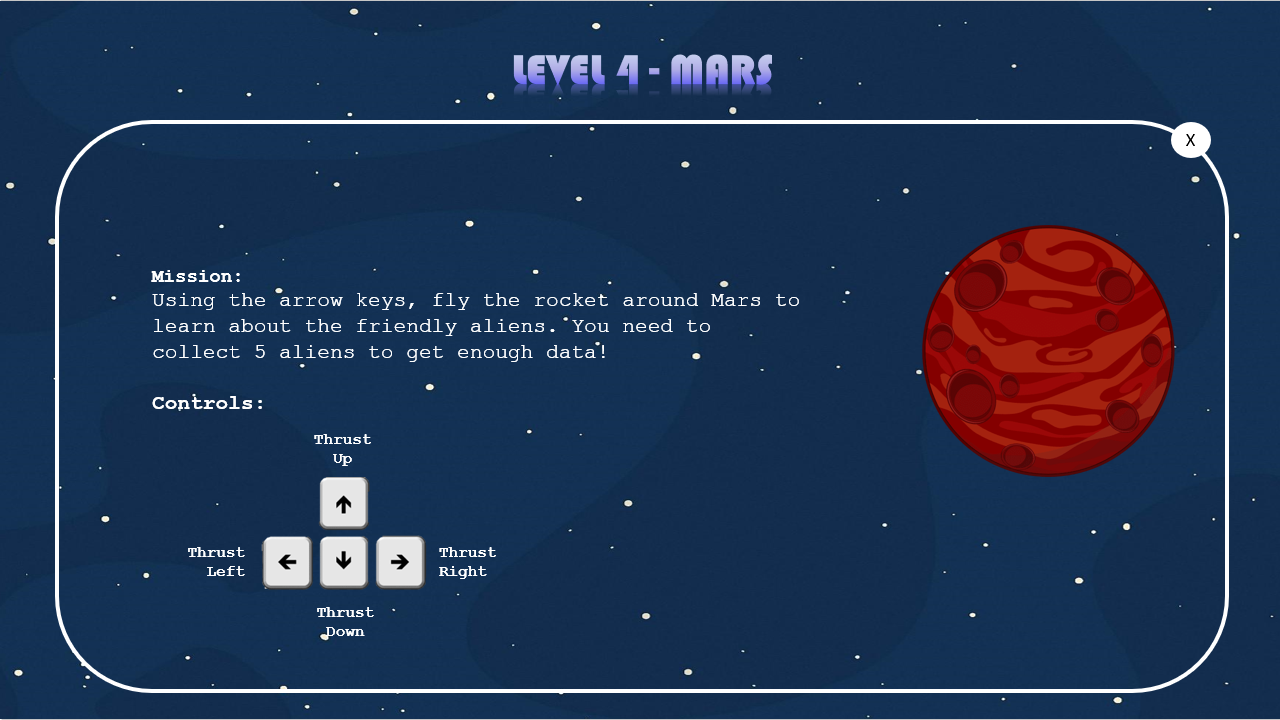 LEVEL 4 - MARS
X
Mission:
Using the arrow keys, fly the rocket around Mars to
learn about the friendly aliens. You need to
collect 5 aliens to get enough data!
Controls:
Thrust
Up
Thrust
Left
Thrust
Right
Thrust
Down